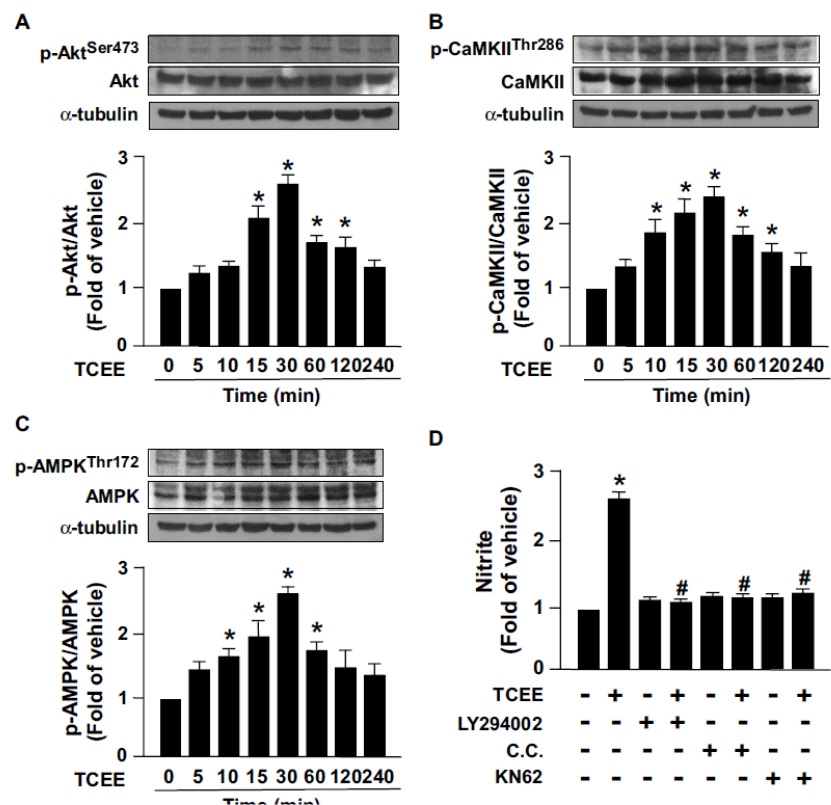 A
p-Akt^Ser473
Akt
α-tubulin
3
2
1
0
p-Akt/Akt
(Fold of vehicle)
* * * *
TCEE 0 5 10 15 30 60 120 240
Time (min)
B
p-CaMKII^Thr286
CaMKII
α-tubulin
3
2
1
0
p-CaMKII/CaMKII
(Fold of vehicle)
* * * * *
TCEE 0 5 10 15 30 60 120 240
Time (min)
C
p-AMPK^Thr172
AMPK
α-tubulin
3
2
1
0
p-AMPK/AMPK
(Fold of vehicle)
* * * *
TCEE 0 5 10 15 30 60 120 240
Time (min)
D
3
2
1
0
Nitrite
(Fold of vehicle)
* # # #
TCEE - + - + - + - +
LY294002 - - + + - - - -
C.C. - - - - + + - -
KN62 - - - - - - + +